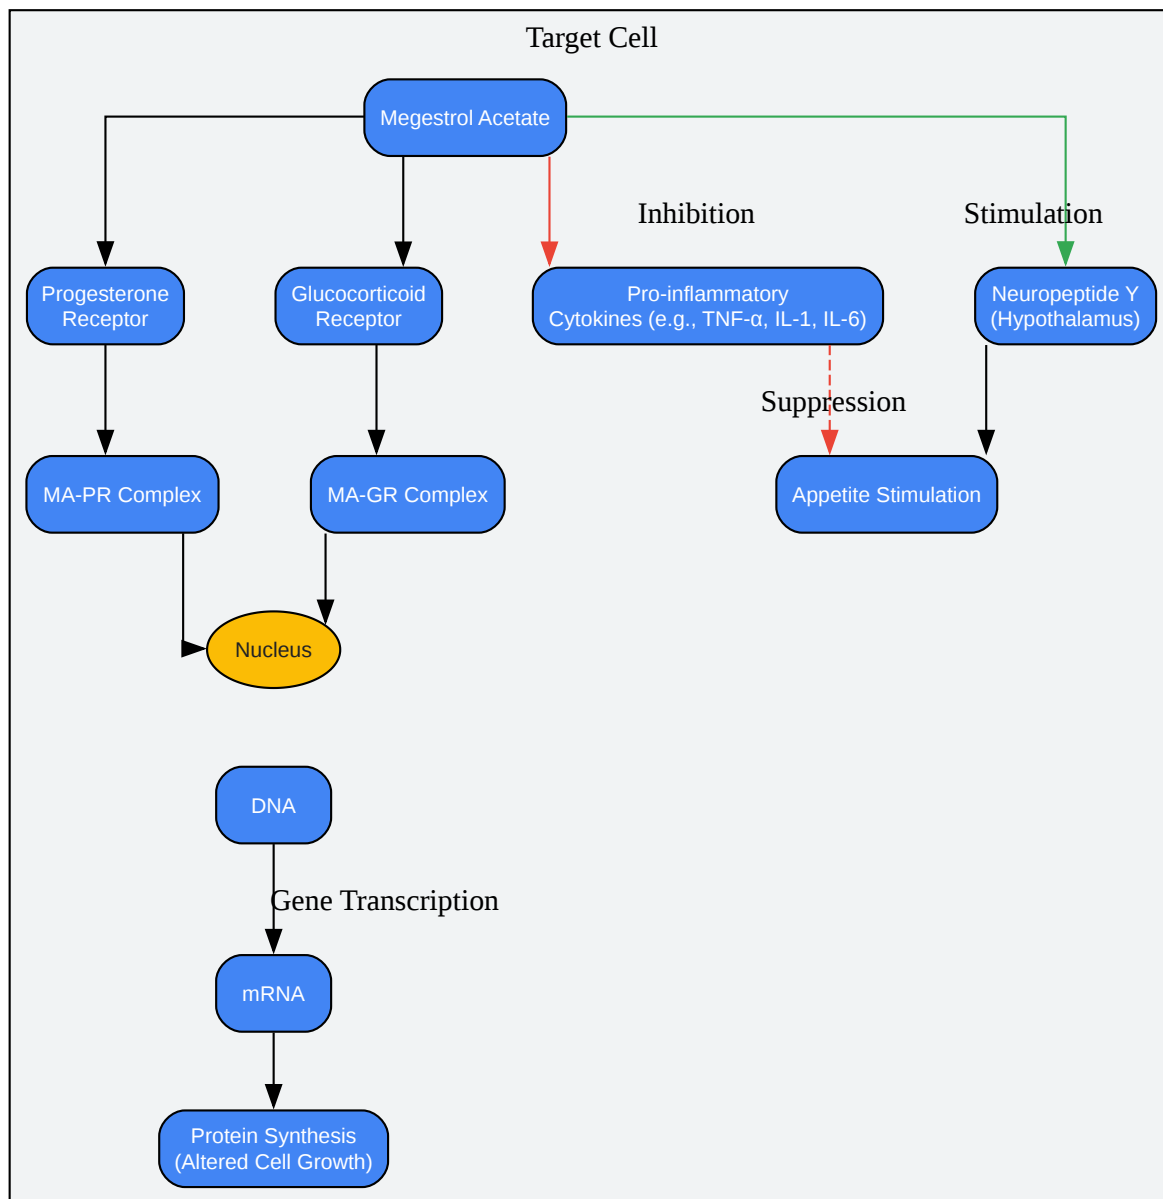 Target Cell
Megestrol Acetate
Inhibition
Stimulation
Progesterone
Receptor
Glucocorticoid
Receptor
Pro-inflammatory
Cytokines (e.g., TNF-α, IL-1, IL-6)
Neuropeptide Y
(Hypothalamus)
Suppression
MA-PR Complex
MA-GR Complex
Appetite Stimulation
Nucleus
DNA
Gene Transcription
mRNA
Protein Synthesis
(Altered Cell Growth)